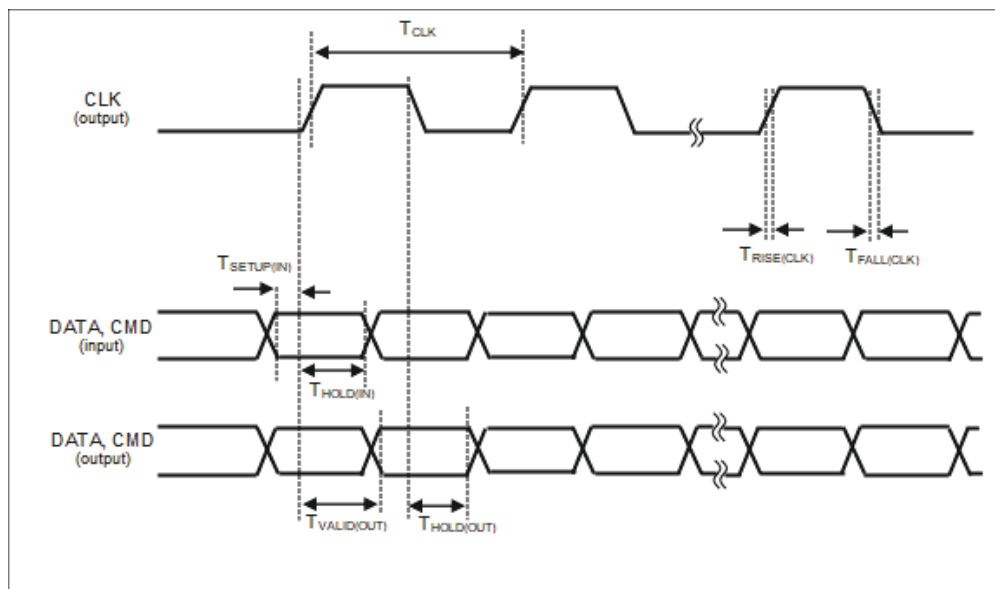 TCLK
CLK
(output)
TRISE(CLK)
TFALL(CLK)
TSETUP(IN)
DATA, CMD
(input)
THOLD(IN)
DATA, CMD
(output)
TVALID(OUT)
THOLD(OUT)